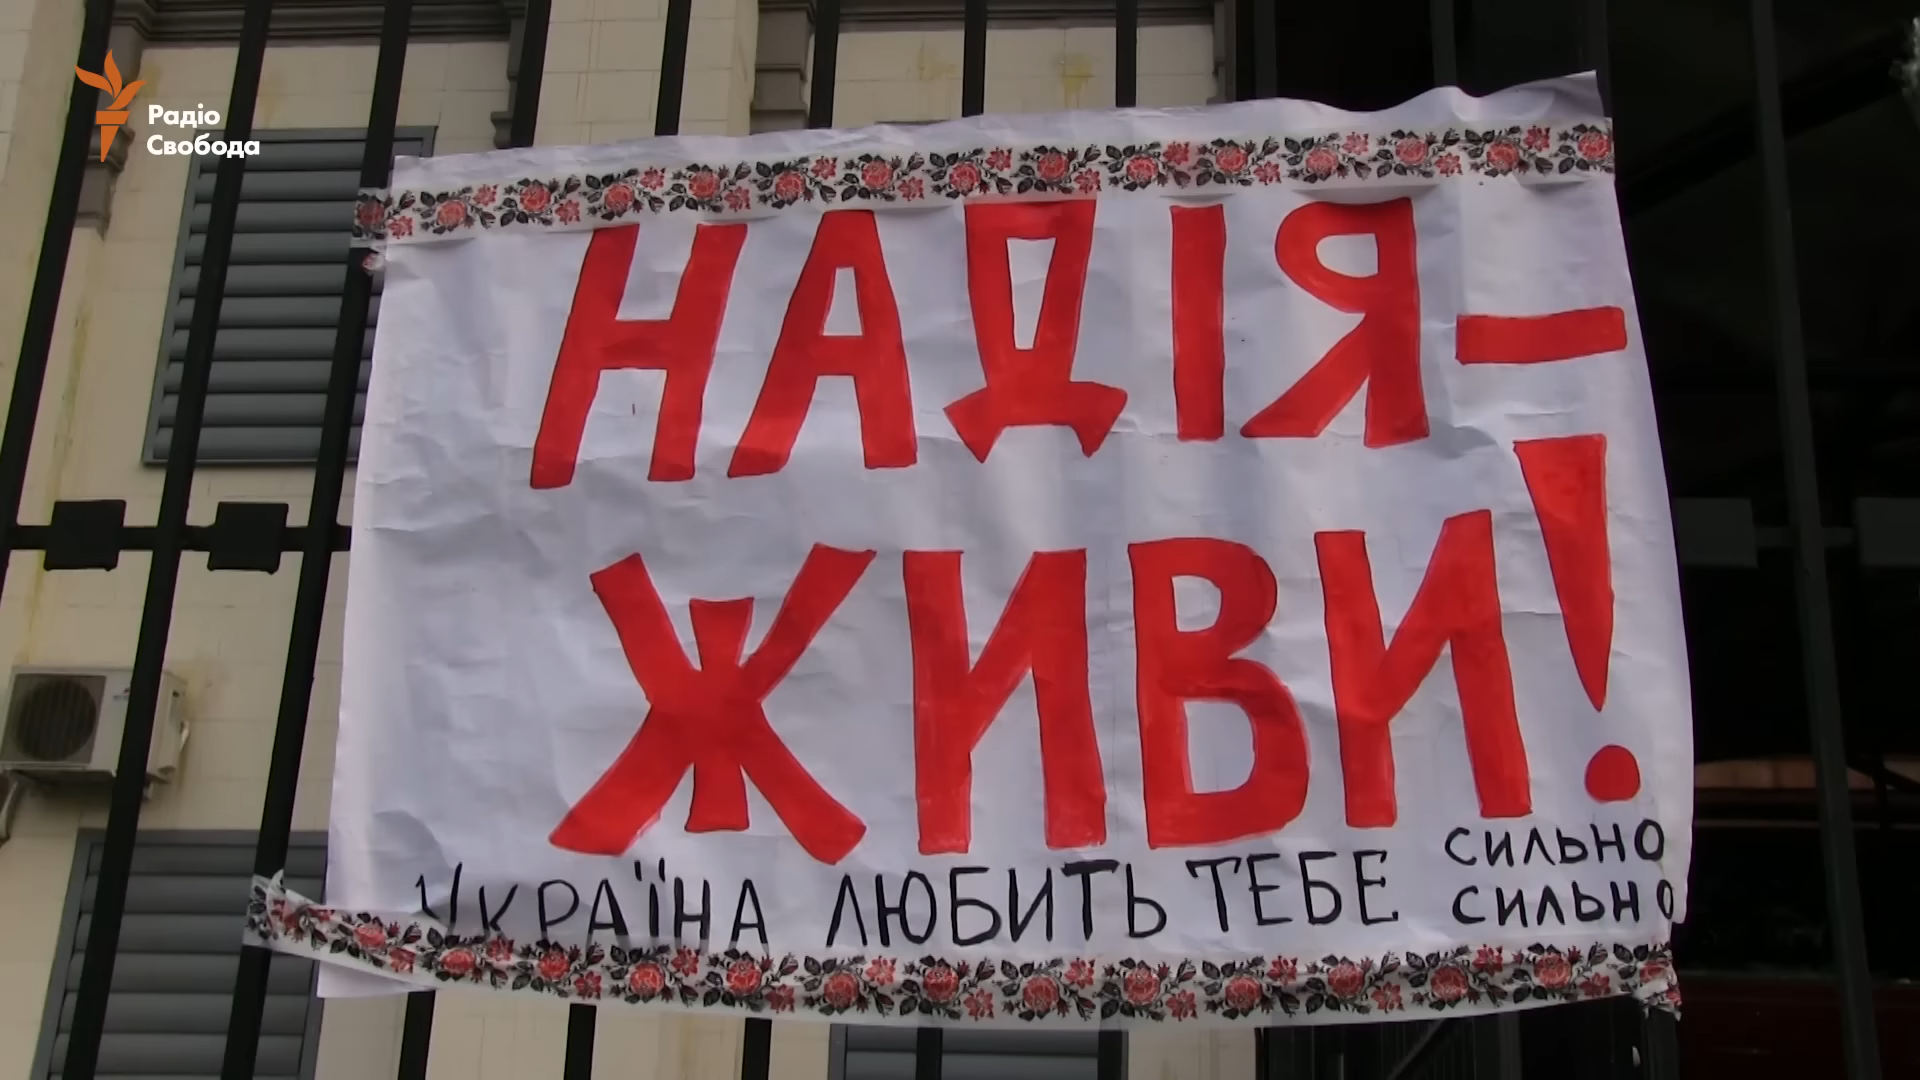 Радіо
Свобода
НАДІЯ–
ЖИВИ!
УКРАЇНА ЛЮБИТЬ ТЕБЕ СИЛЬНО
СИЛЬНО